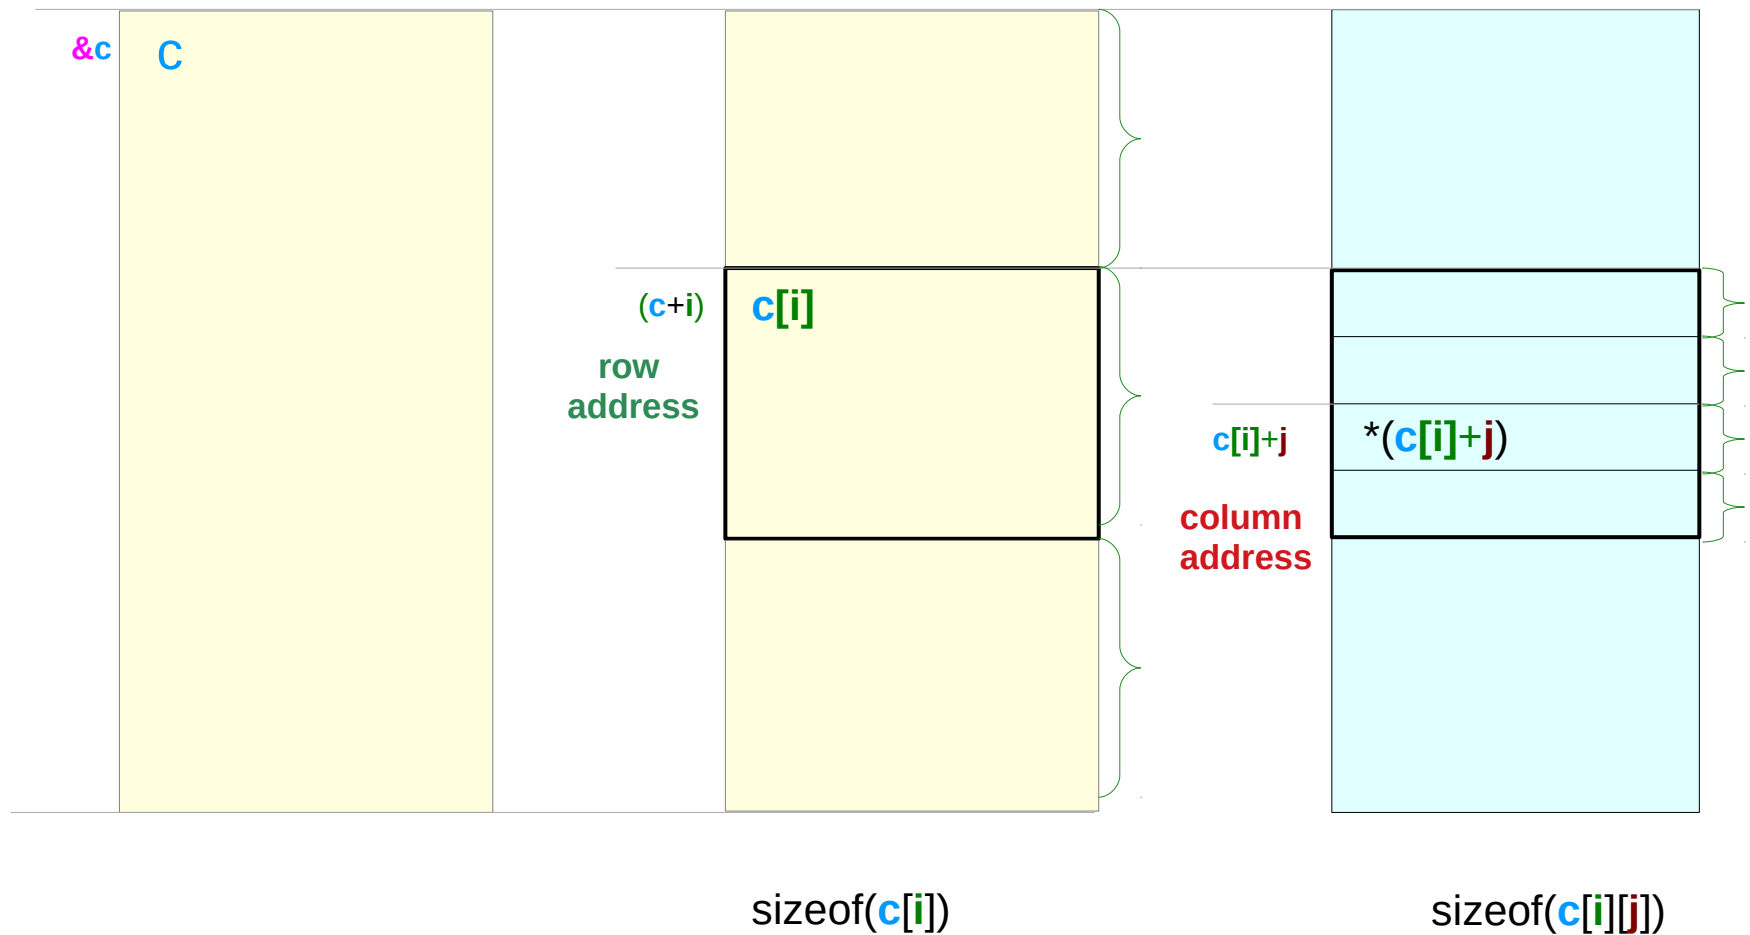 &c
c
(c+i)
c[i]
row
address
c[i]+j
*(c[i]+j)
column
address
sizeof(c[i])
sizeof(c[i][j])